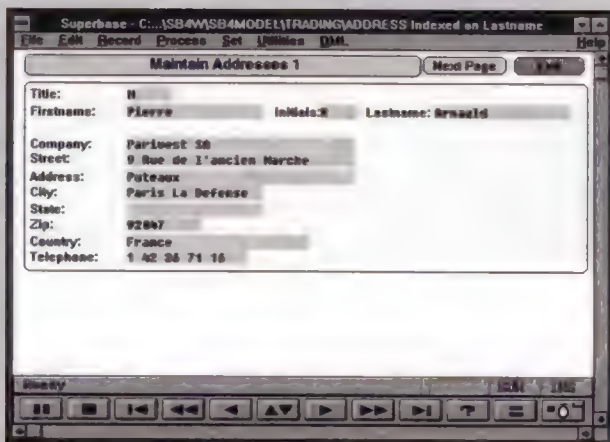 Superbase - C:...\SB4W\SB4MODEL\TRADING\ADDRESS Indexed on Lastname
File Edit Record Process Set Utilities DML Help
Maintain Addresses 1 Next Page
Title: M
Firstname: Pierre Initials: Lastname: Arnauld
Company: Parivest SA
Street: 9 Rue de l'ancien Marche
Address: Puteaux
City: Paris La Defense
State:
Zip: 92047
Country: France
Telephone: 1 42 36 71 16
Ready